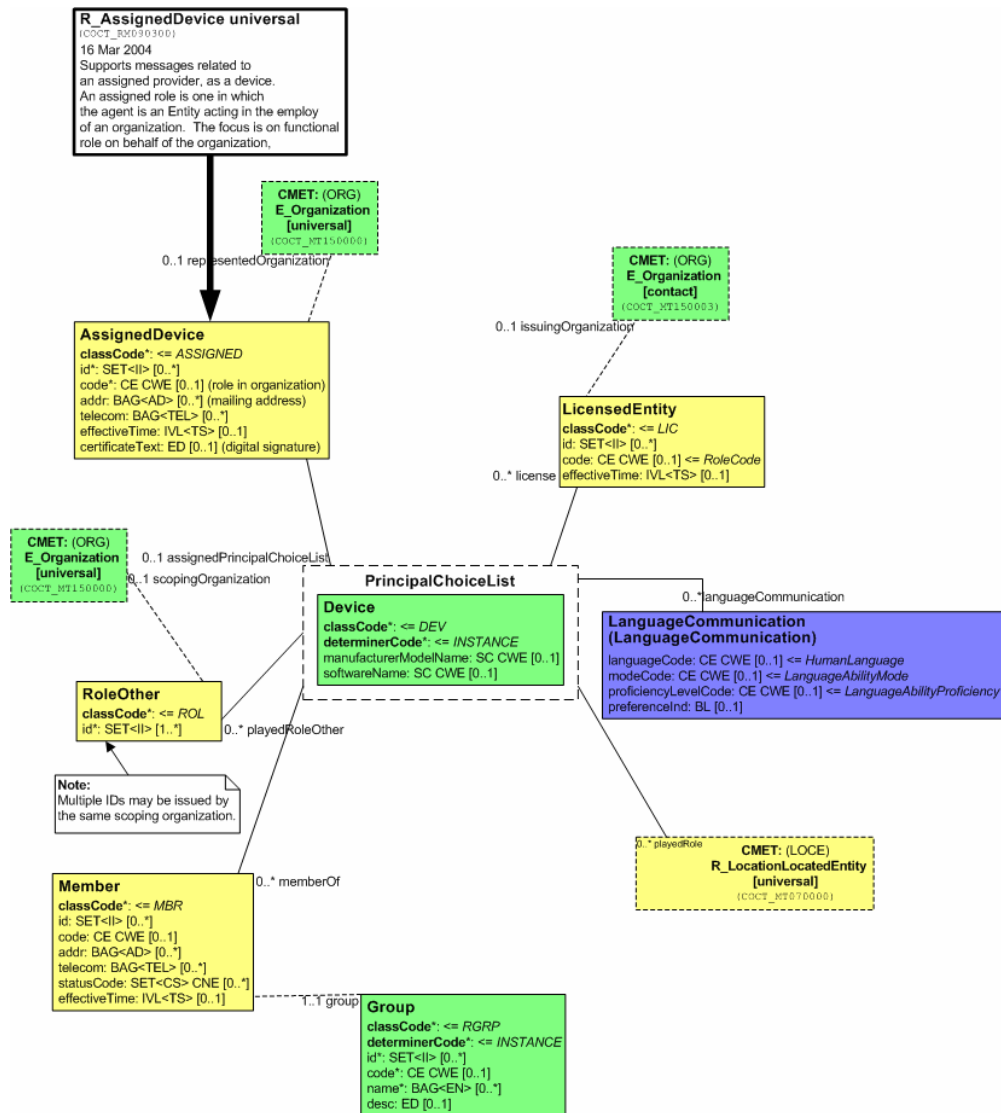 R_AssignedDevice universal
(COCT_RM090300)
16 Mar 2004
Supports messages related to
an assigned provider, as a device.
An assigned role is one in which
the agent is an Entity acting in the employ
of an organization.  The focus is on functional
role on behalf of the organization,
CMET: (ORG)
E_Organization
[universal]
(COCT_MT150000)
0..1 representedOrganization
CMET: (ORG)
E_Organization
[contact]
(COCT_MT150003)
0..1 issuingOrganization
AssignedDevice
classCode*: <= ASSIGNED
id*: SET<II> [0..*]
code*: CE CWE [0..1] (role in organization)
addr: BAG<AD> [0..*] (mailing address)
telecom: BAG<TEL> [0..*]
effectiveTime: IVL<TS> [0..1]
certificateText: ED [0..1] (digital signature)
LicensedEntity
classCode*: <= LIC
id: SET<II> [0..*]
code: CE CWE [0..1] <= RoleCode
effectiveTime: IVL<TS> [0..1]
0..* license
CMET: (ORG)
E_Organization
[universal]
(COCT_MT150000)
0..1 assignedPrincipalChoiceList
0..1 scopingOrganization
PrincipalChoiceList
Device
classCode*: <= DEV
determinerCode*: <= INSTANCE
manufacturerModelName: SC CWE [0..1]
softwareName: SC CWE [0..1]
0..*languageCommunication
LanguageCommunication
(LanguageCommunication)
languageCode: CE CWE [0..1] <= HumanLanguage
modeCode: CE CWE [0..1] <= LanguageAbilityMode
proficiencyLevelCode: CE CWE [0..1] <= LanguageAbilityProficiency
preferenceInd: BL [0..1]
RoleOther
classCode*: <= ROL
id*: SET<II> [1..*]
0..* playedRoleOther
Note:
Multiple IDs may be issued by
the same scoping organization.
0..* playedRole
CMET: (LOCE)
R_LocationLocatedEntity
[universal]
(COCT_MT070000)
0..* memberOf
Member
classCode*: <= MBR
id: SET<II> [0..*]
code: CE CWE [0..1]
addr: BAG<AD> [0..*]
telecom: BAG<TEL> [0..*]
statusCode: SET<CS> CNE [0..*]
effectiveTime: IVL<TS> [0..1]
1..1 group
Group
classCode*: <= RGRP
determinerCode*: <= INSTANCE
id*: SET<II> [0..*]
code*: CE CWE [0..1]
name*: BAG<EN> [0..*]
desc: ED [0..1]